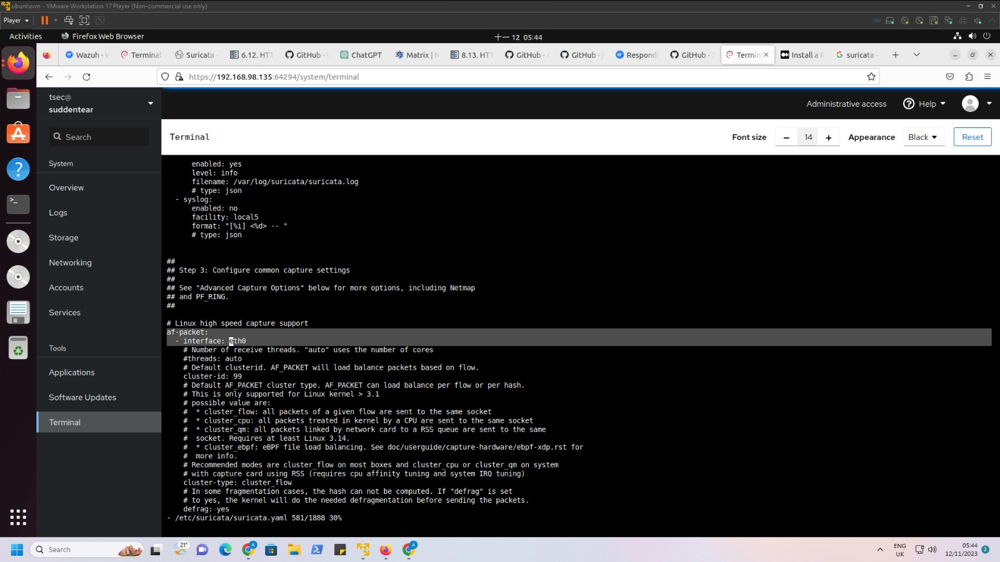 ubuntuvm - VMware Workstation 17 Player (Non-commercial use only)
Player
Activities
Firefox Web Browser
12 05:44
Wazuh - 
Terminal
Suricata -
6.12. HTT
GitHub -
ChatGPT
Matrix |
8.13. HTT
GitHub -
GitHub -
Respondi
GitHub -
Termin
Install a
suricata -
https://192.168.98.135:64294/system/terminal
tsec@
suddentear
Administrative access
Help
Search
Terminal
Font size
14
Appearance
Black
Reset
System
Overview
Logs
Storage
Networking
Accounts
Services
Tools
Applications
Software Updates
Terminal
enabled: yes
level: info
filename: /var/log/suricata/suricata.log
# type: json
- syslog:
enabled: no
facility: local5
format: "[%i] <%d> -- "
# type: json
##
## Step 3: Configure common capture settings
##
## See "Advanced Capture Options" below for more options, including Netmap
## and PF_RING.
##
# Linux high speed capture support
af-packet:
- interface: eth0
# Number of receive threads. "auto" uses the number of cores
#threads: auto
# Default clusterid. AF_PACKET will load balance packets based on flow.
cluster-id: 99
# Default AF_PACKET cluster type. AF_PACKET can load balance per flow or per hash.
# This is only supported for Linux kernel > 3.1
# possible value are:
#  * cluster_flow: all packets of a given flow are sent to the same socket
#  * cluster_cpu: all packets treated in kernel by a CPU are sent to the same socket
#  * cluster_qm: all packets linked by network card to a RSS queue are sent to the same
#  socket. Requires at least Linux 3.14.
#  * cluster_ebpf: eBPF file load balancing. See doc/userguide/capture-hardware/ebpf-xdp.rst for
#  more info.
# Recommended modes are cluster_flow on most boxes and cluster_cpu or cluster_qm on system
# with capture card using RSS (requires cpu affinity tuning and system IRQ tuning)
cluster-type: cluster_flow
# In some fragmentation cases, the hash can not be computed. If "defrag" is set
# to yes, the kernel will do the needed defragmentation before sending the packets.
defrag: yes
- /etc/suricata/suricata.yaml 581/1888 30%
Search
21°
ENG
UK
05:44
12/11/2023
2